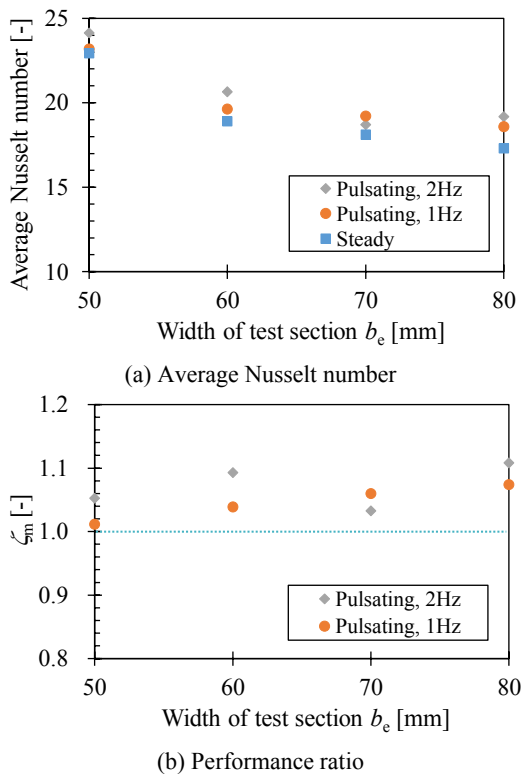 25
20
15
10
Average Nusselt number [-]
Pulsating, 2Hz
Pulsating, 1Hz
Steady
50 60 70 80
Width of test section be [mm]
(a) Average Nusselt number
1.2
1.1
1.0
0.9
0.8
ζm [-]
Pulsating, 2Hz
Pulsating, 1Hz
50 60 70 80
Width of test section be [mm]
(b) Performance ratio